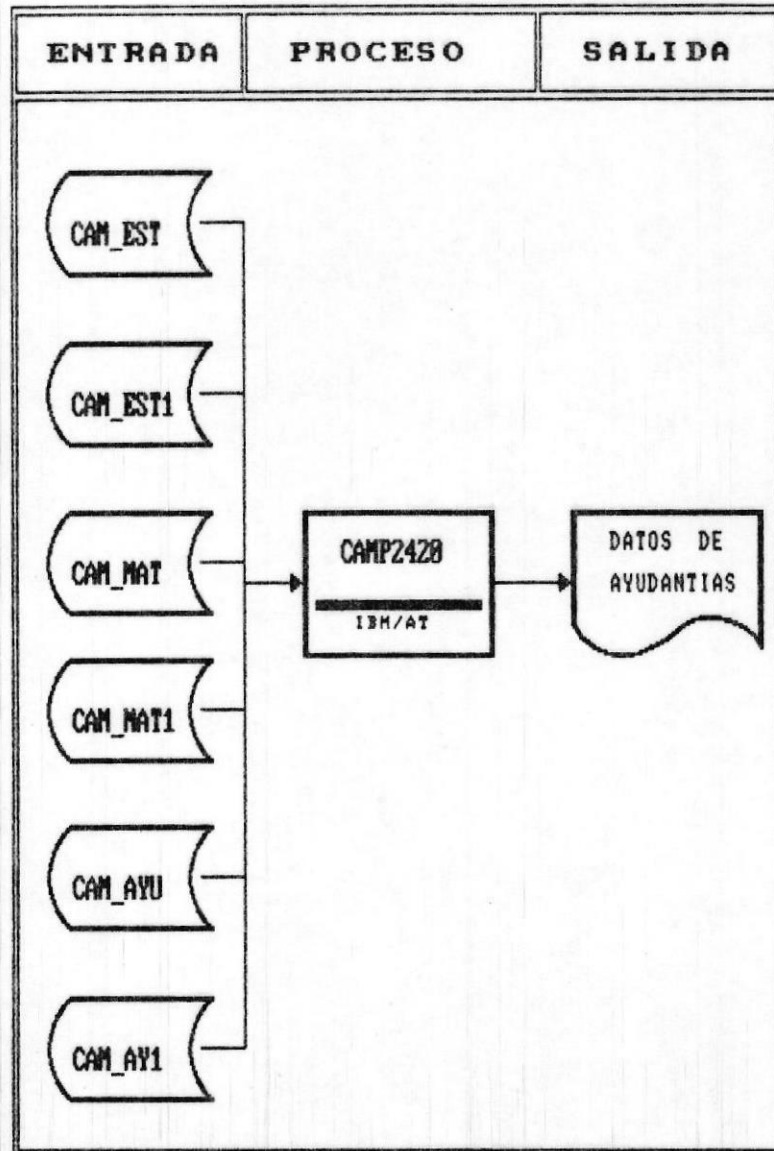 ENTRADA PROCESO SALIDA
CAM_EST
CAM_EST1
CAM_MAT
CAM_MAT1
CAM_AYU
CAM_AY1
CAMP2420
IBM/AT
DATOS DE
AYUDANTIAS